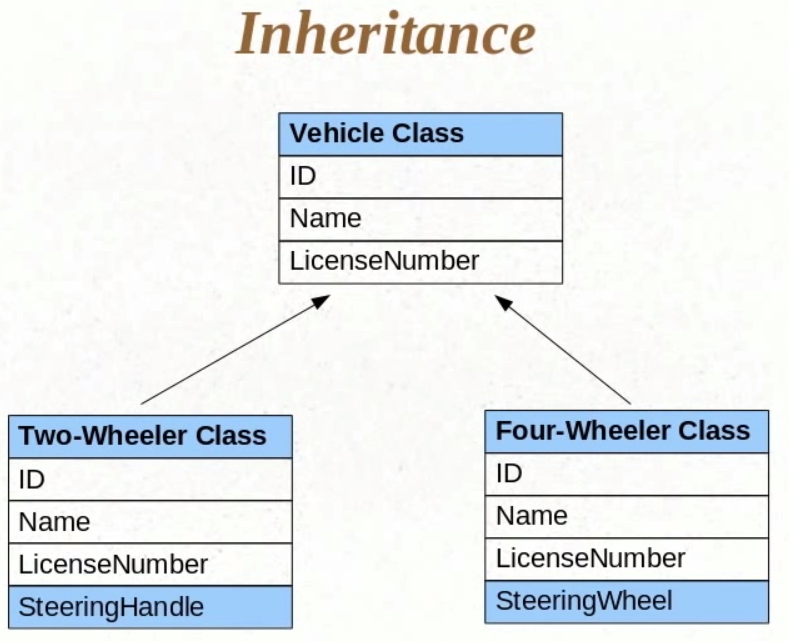 Inheritance
Vehicle Class
ID
Name
LicenseNumber
Two-Wheeler Class
ID
Name
LicenseNumber
SteeringHandle
Four-Wheeler Class
ID
Name
LicenseNumber
SteeringWheel